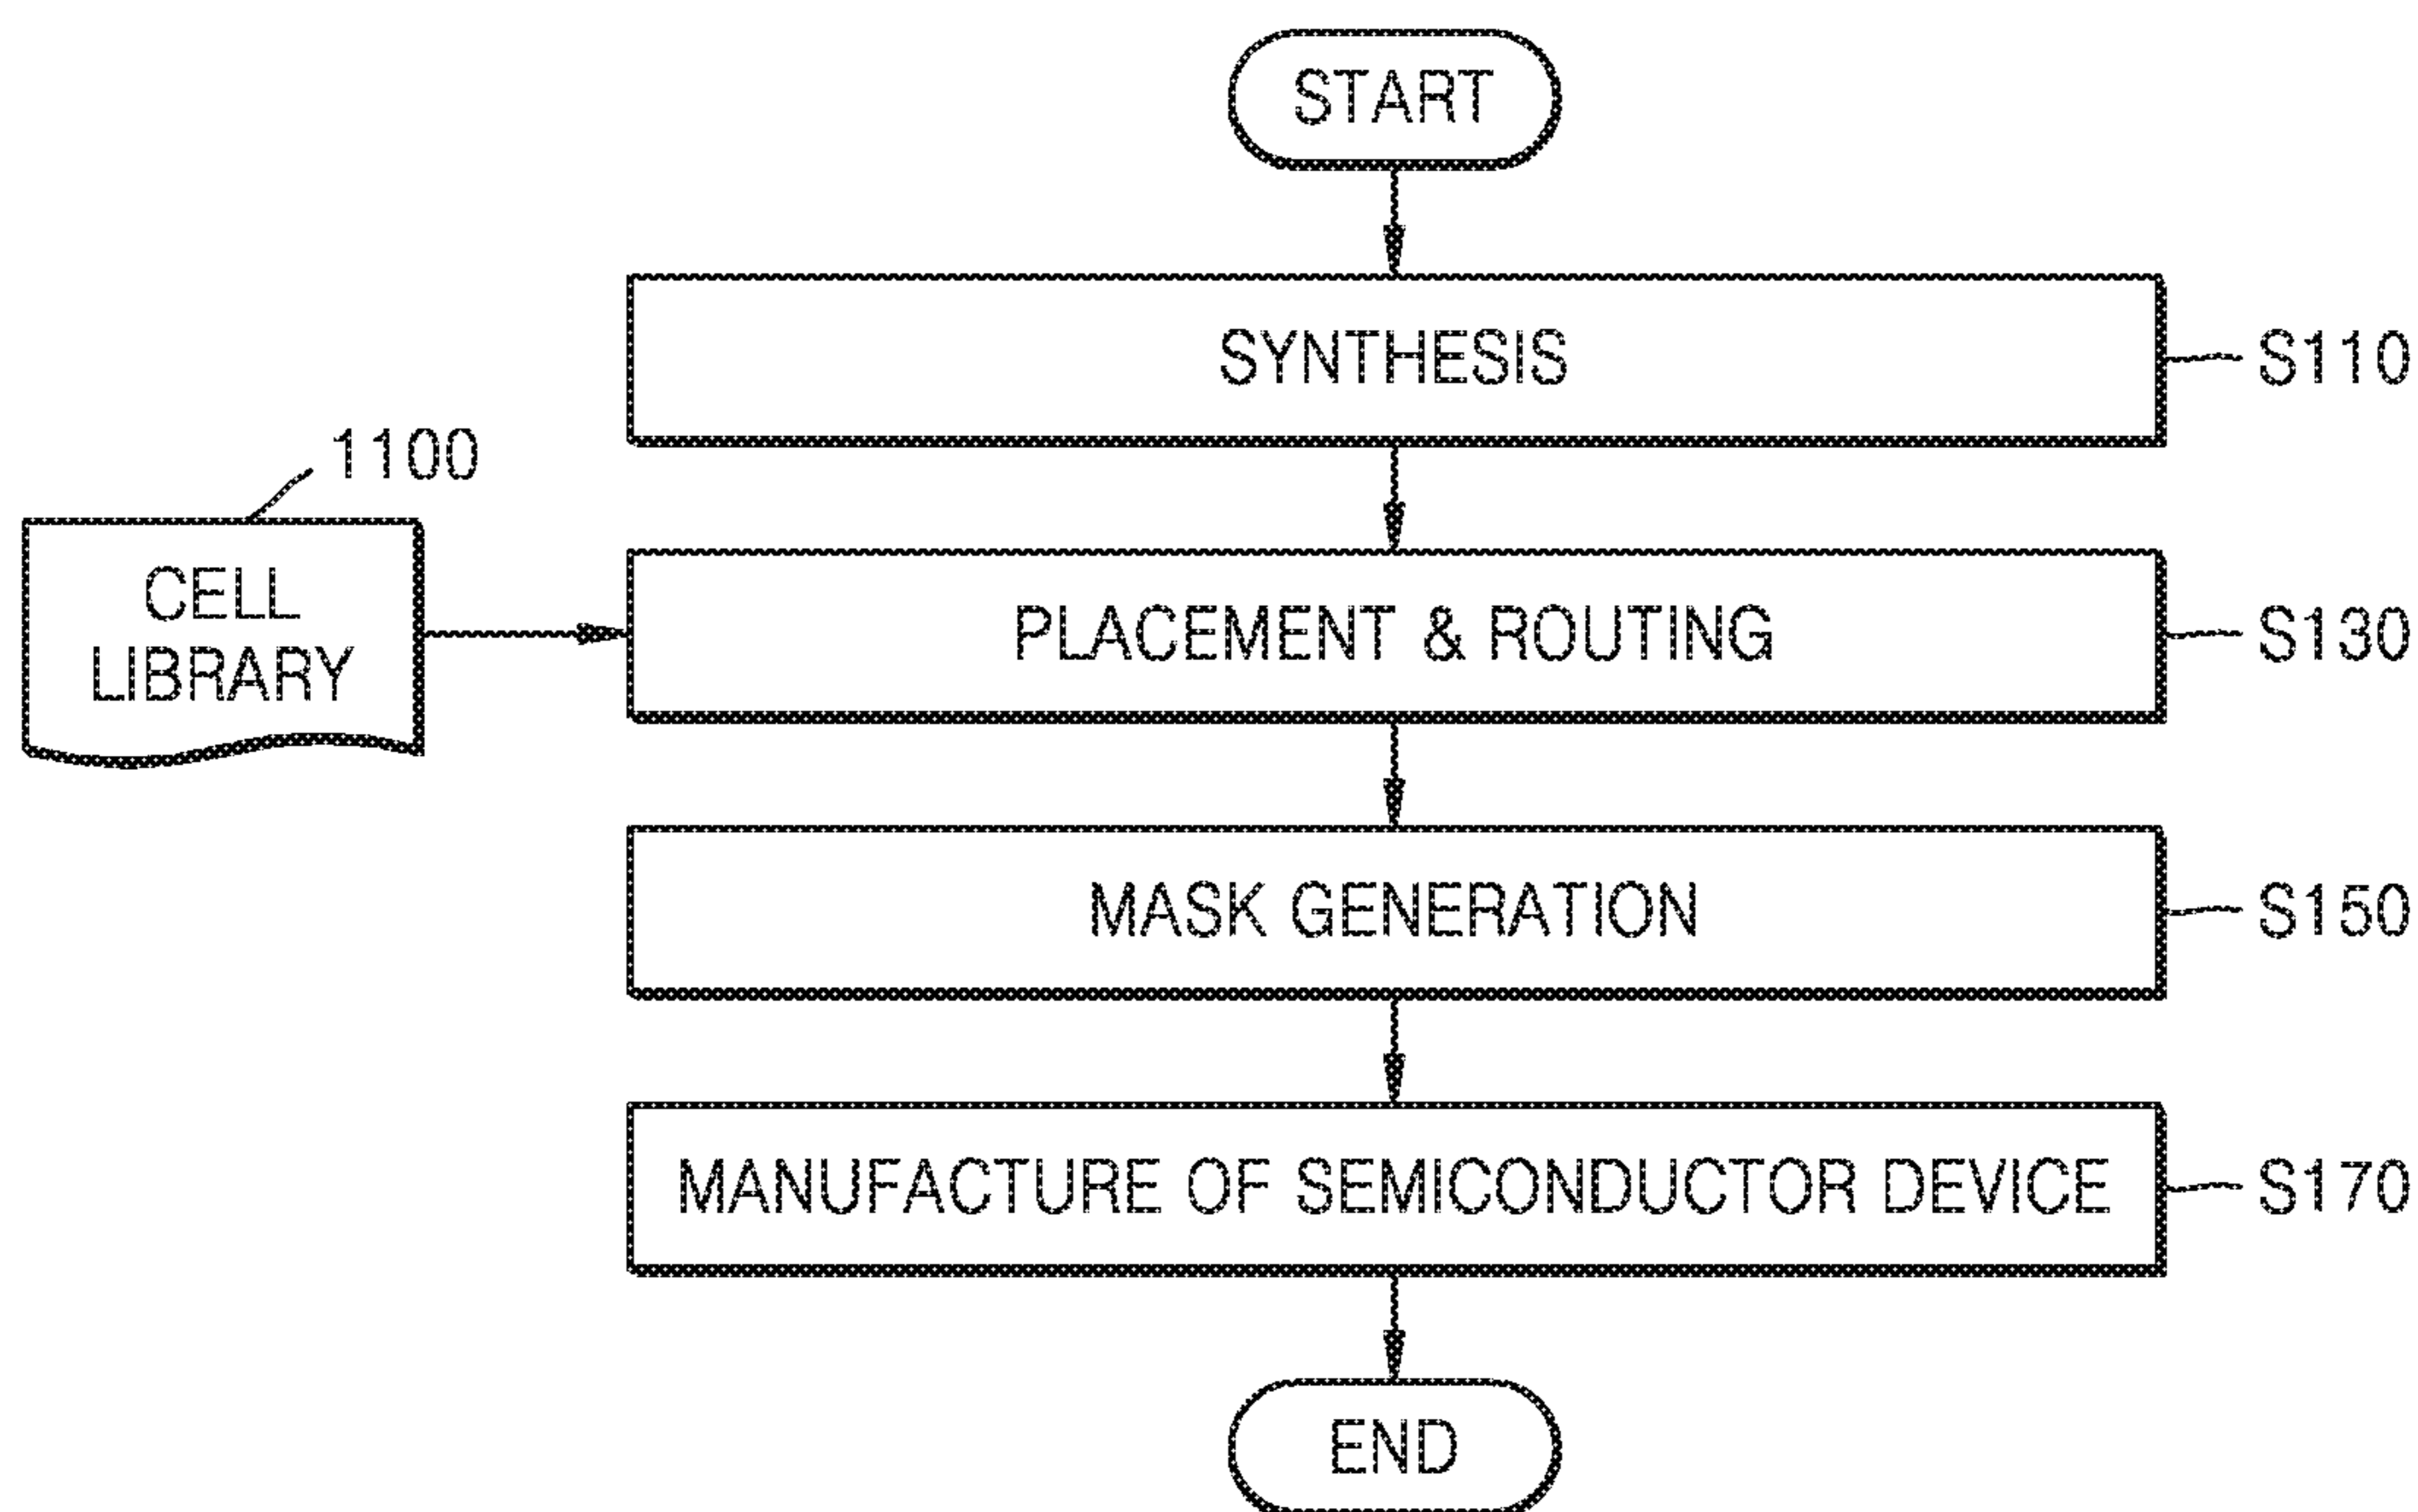 START
SYNTHESIS
S110
1100
CELL
LIBRARY
PLACEMENT & ROUTING
S130
MASK GENERATION
S150
MANUFACTURE OF SEMICONDUCTOR DEVICE
S170
END